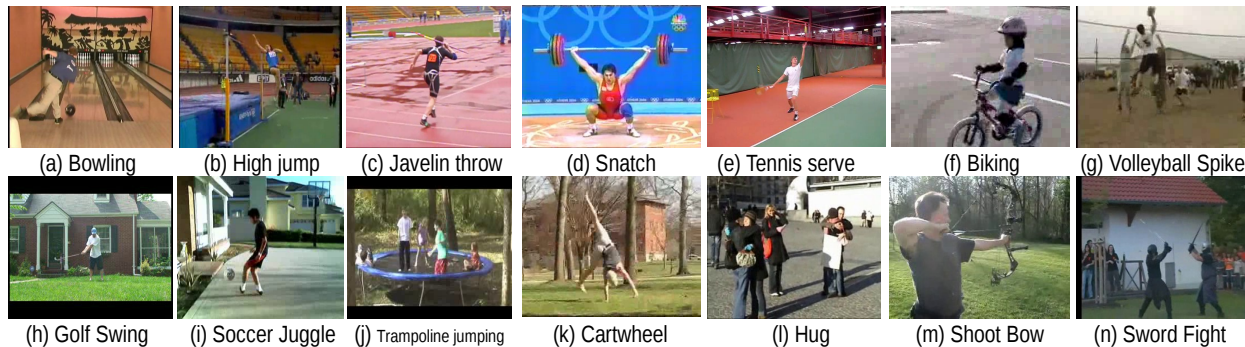 (a) Bowling
(b) High jump
(c) Javelin throw
(d) Snatch
(e) Tennis serve
(f) Biking
(g) Volleyball Spike
(h) Golf Swing
(i) Soccer Juggle
(j) Trampoline jumping
(k) Cartwheel
(l) Hug
(m) Shoot Bow
(n) Sword Fight